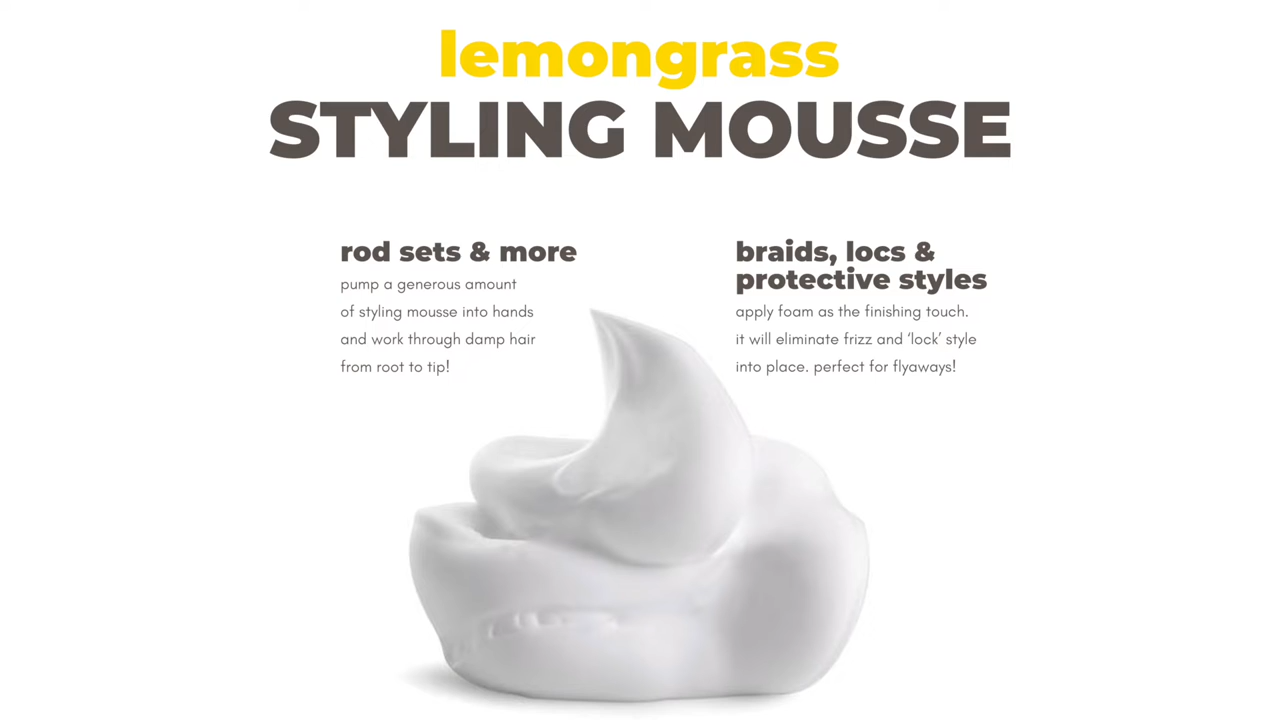 lemongrass
STYLING MOUSSE
rod sets & more
pump a generous amount
of styling mousse into hands
and work through damp hair
from root to tip!
braids, locs &
protective styles
apply foam as the finishing touch.
it will eliminate frizz and ‘lock’ style
into place. perfect for flyaways!